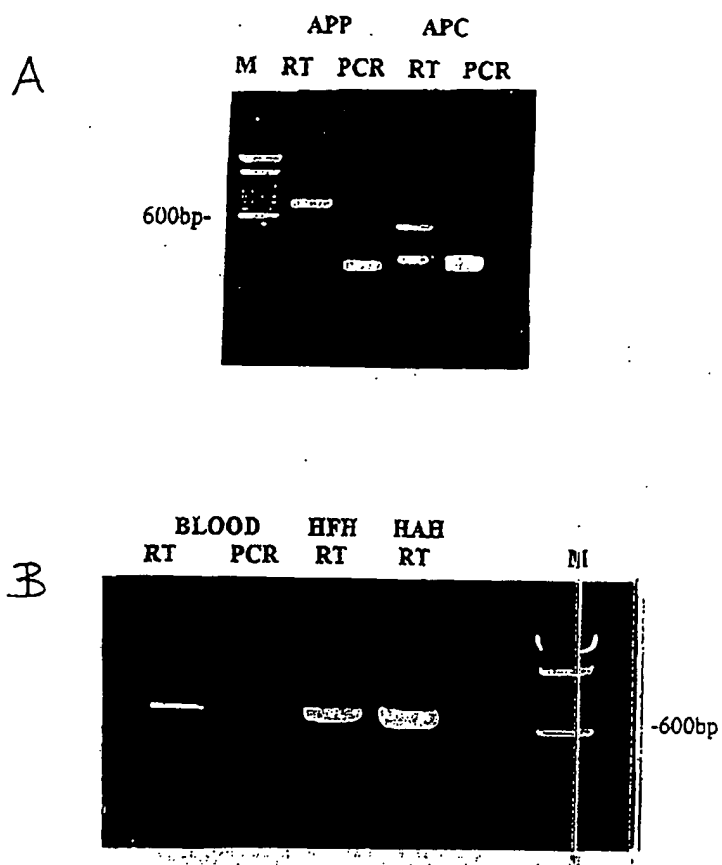 APP APC
A
M RT PCR RT PCR
600bp-
BLOOD HFH HAH
RT PCR RT RT M
B
-600bp